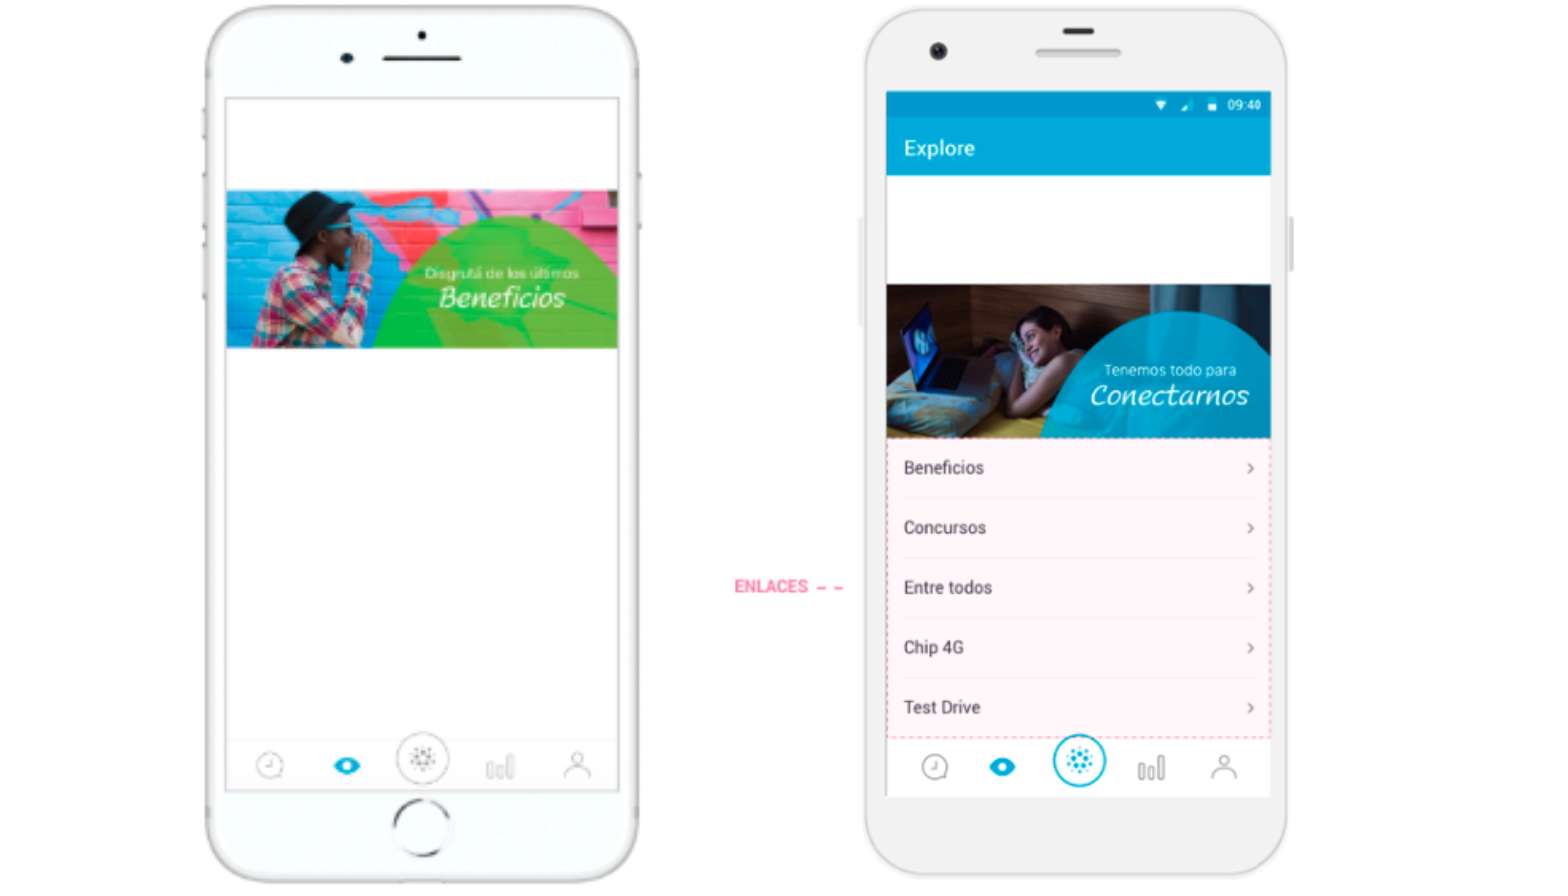 Disgrutá de los últimos
Beneficios
ENLACES
09:40
Explore
Tenemos todo para
Conectarnos
Beneficios
Concursos
Entre todos
Chip 4G
Test Drive